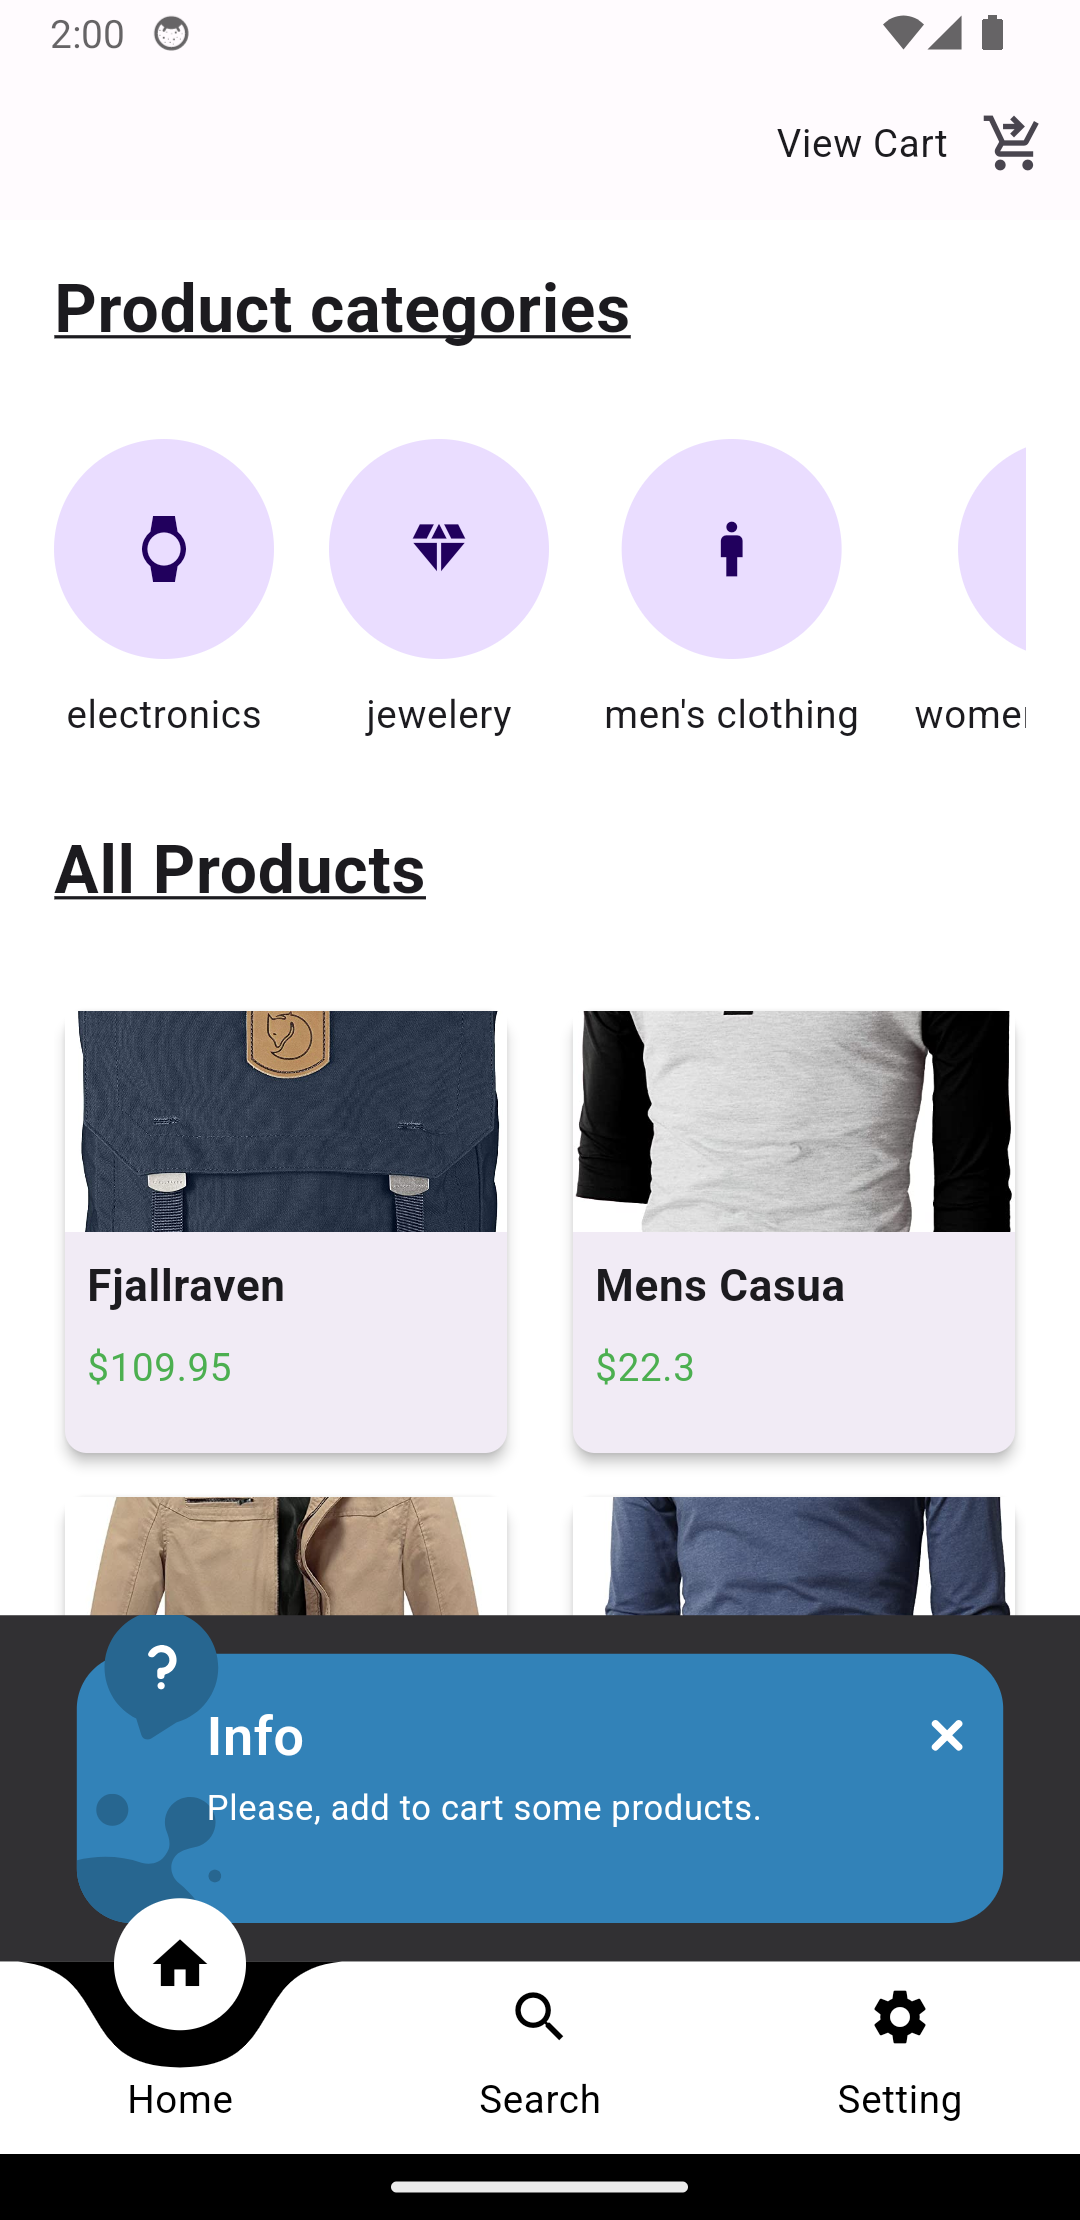 2:00
View Cart
Product categories
electronics
jewelery
men's clothing
women
All Products
Fjallraven
$109.95
Mens Casua
$22.3
?
Info
Please, add to cart some products.
Home
Search
Setting